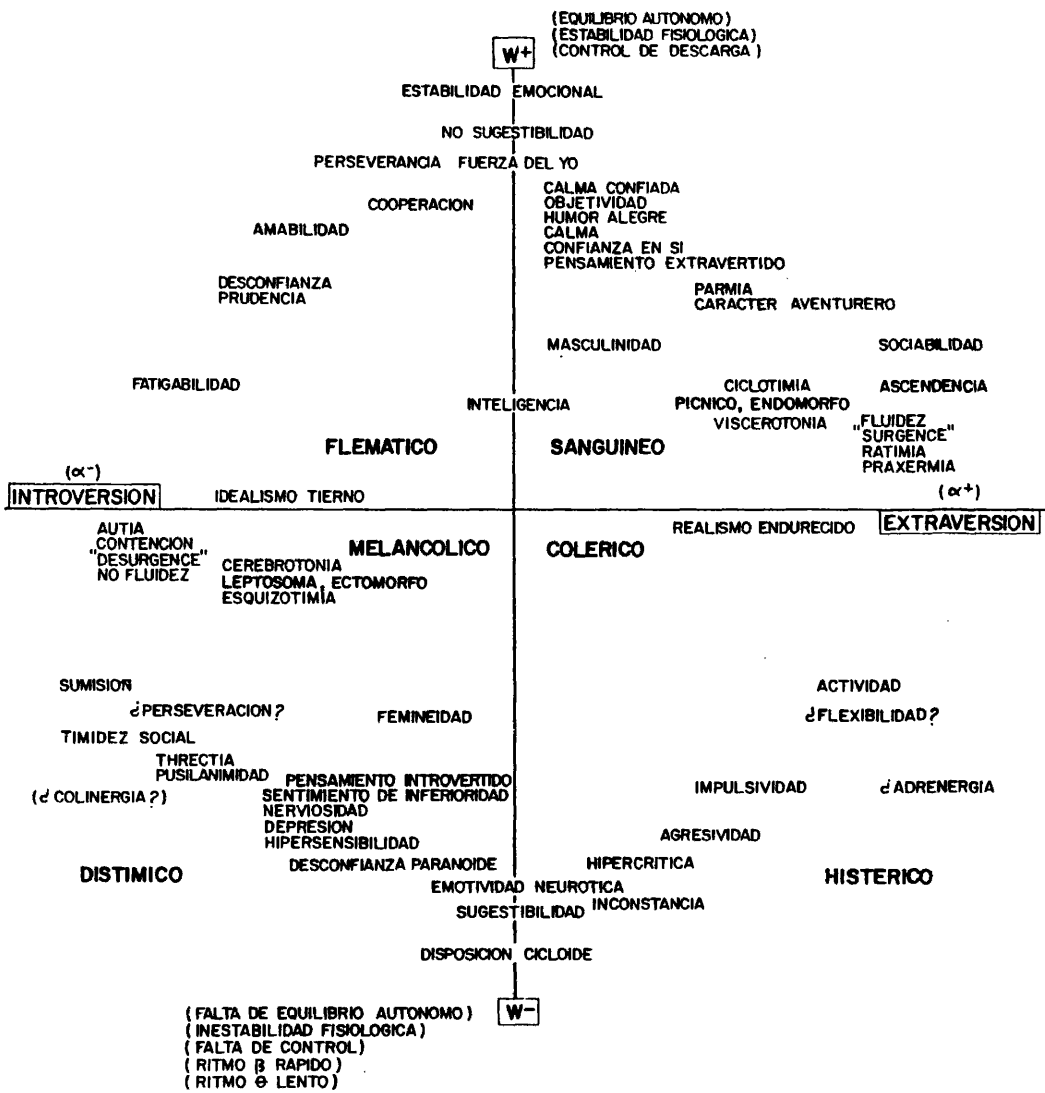 (EQUILIBRIO AUTONOMO)
(ESTABILIDAD FISIOLOGICA)
(CONTROL DE DESCARGA)
W+
ESTABILIDAD EMOCIONAL
NO SUGESTIBILIDAD
PERSEVERANCIA FUERZA DEL YO
CALMA CONFIADA
OBJETIVIDAD
HUMOR ALEGRE
CALMA
CONFIANZA EN SI
PENSAMIENTO EXTRAVERTIDO
COOPERACION
AMABILIDAD
DESCONFIANZA
PRUDENCIA
PARMIA
CARACTER AVENTURERO
MASCULINIDAD
SOCIABILIDAD
FATIGABILIDAD
INTELIGENCIA
CICLOTIMIA
PICNICO, ENDOMORFO
VISCEROTONIA
ASCENDENCIA
FLUIDEZ
"SURGENCE"
RATIMIA
PRAXERMIA
FLEMATICO
SANGUINEO
(α-)
INTROVERSION
IDEALISMO TIERNO
(α+)
EXTRAVERSION
REALISMO ENDURECIDO
AUTIA
CONTENCION
"DESURGENCE"
NO FLUIDEZ
MELANCOLICO
COLERICO
CEREBROTONIA
LEPTOSOMA, ECTOMORFO
ESQUIZOTIMIA
SUMISION
¿PERSEVERACION?
FEMINEIDAD
ACTIVIDAD
¿FLEXIBILIDAD?
TIMIDEZ SOCIAL
THRECTIA
PUSILANIMIDAD
(¿COLINERGIA?)
PENSAMIENTO INTROVERTIDO
SENTIMIENTO DE INFERIORIDAD
NERVIOSIDAD
DEPRESION
HIPERSENSIBILIDAD
IMPULSIVIDAD
¿ADRENERGIA
AGRESIVIDAD
DESCONFIANZA PARANOIDE
HIPERCRITICA
DISTIMICO
HISTERICO
EMOTIVIDAD NEUROTICA
SUGESTIBILIDAD
INCONSTANCIA
DISPOSICION CICLOIDE
W-
(FALTA DE EQUILIBRIO AUTONOMO)
(INESTABILIDAD FISIOLOGICA)
(FALTA DE CONTROL)
(RITMO β RAPIDO)
(RITMO θ LENTO)